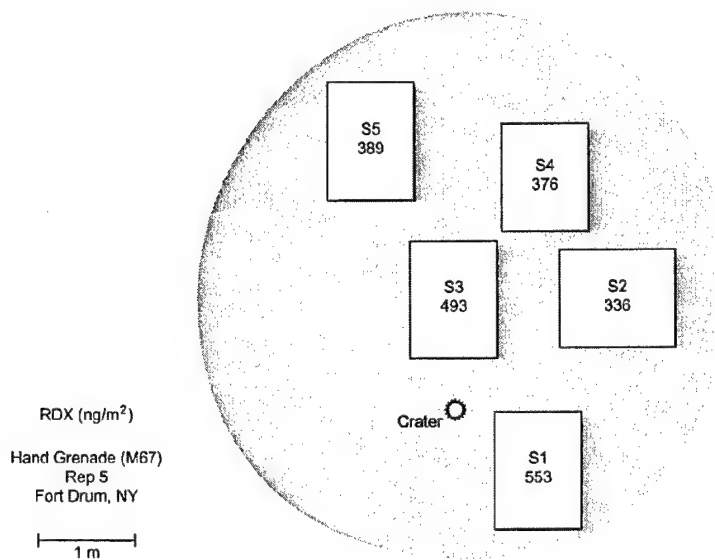 S5
389
S4
376
S3
493
S2
336
RDX (ng/m²)
Crater
Hand Grenade (M67)
Rep 5
Fort Drum, NY
S1
553
1 m